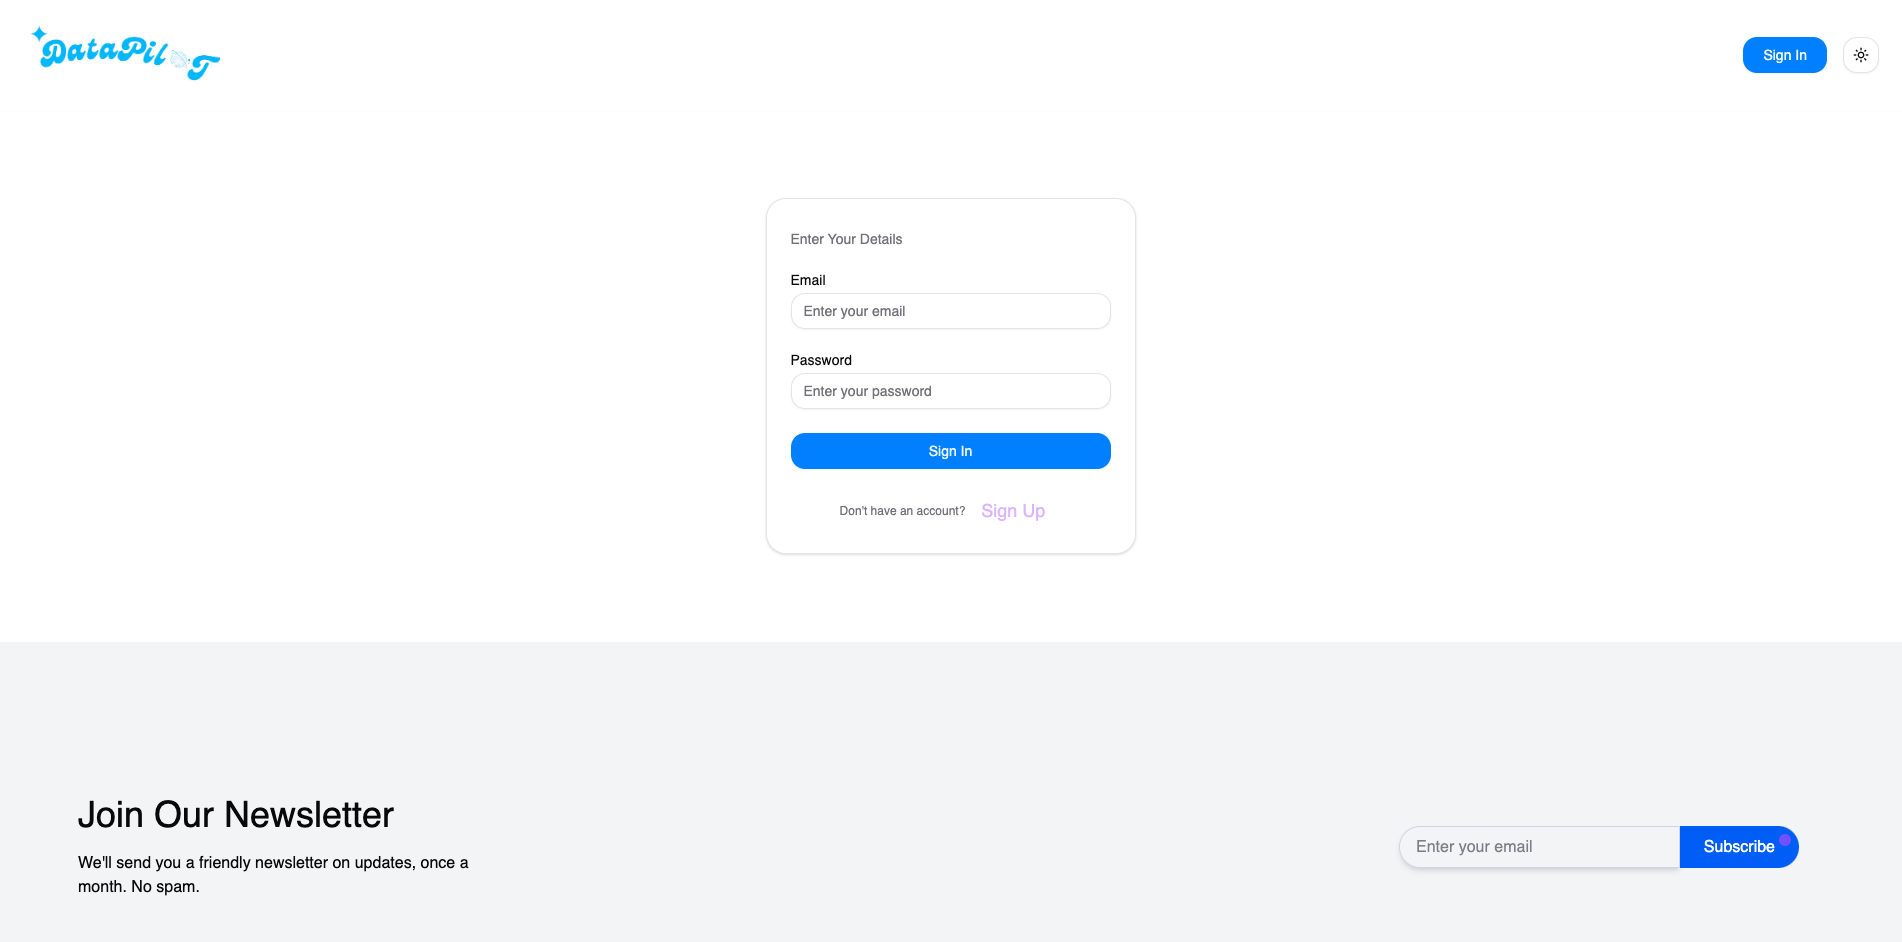 DataPiloT
Sign In
Enter Your Details
Email
Enter your email
Password
Enter your password
Sign In
Don't have an account? Sign Up
Join Our Newsletter
We'll send you a friendly newsletter on updates, once a
month. No spam.
Enter your email
Subscribe